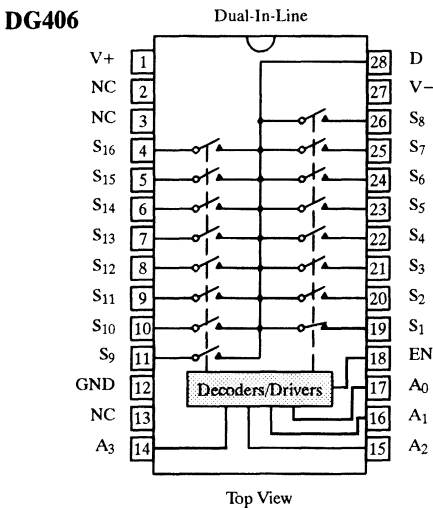 DG406
Dual-In-Line
V+ 1 28 D
NC 2 27 V−
NC 3 26 S8
S16 4 25 S7
S15 5 24 S6
S14 6 23 S5
S13 7 22 S4
S12 8 21 S3
S11 9 20 S2
S10 10 19 S1
S9 11 18 EN
GND 12 Decoders/Drivers 17 A0
NC 13 16 A1
A3 14 15 A2
Top View